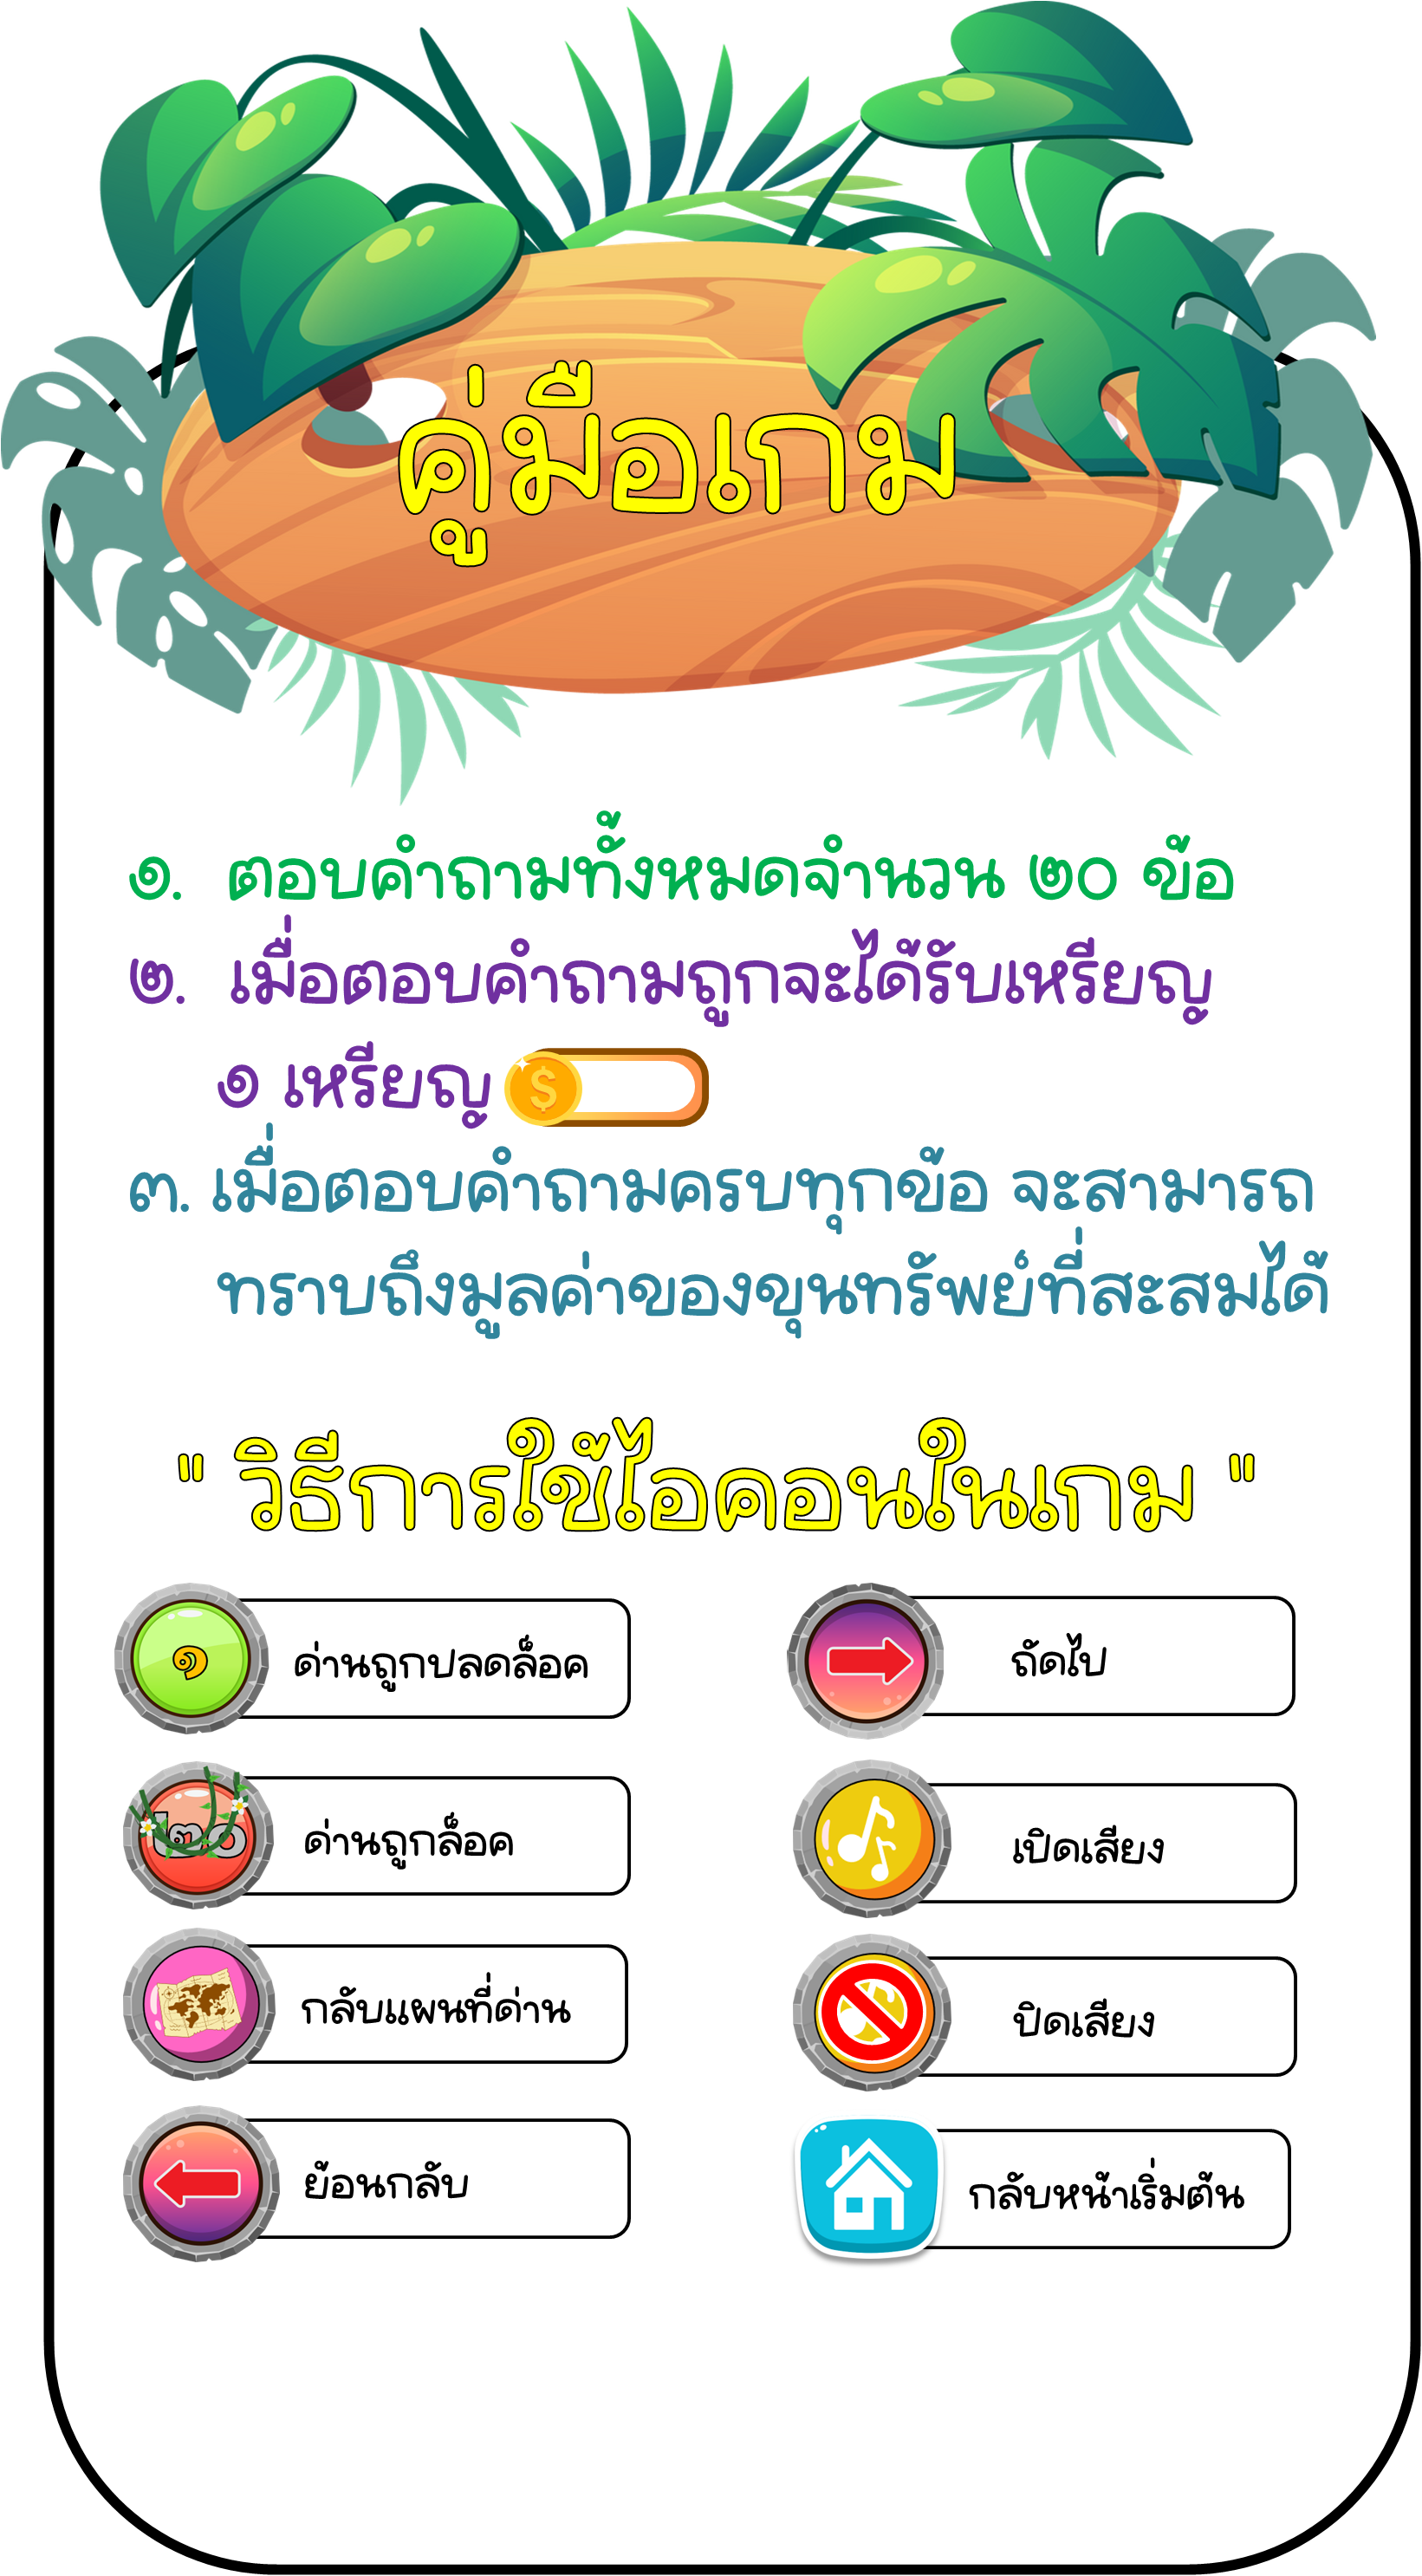 คู่มือเกม
๑. ตอบคำถามทั้งหมดจำนวน ๒๐ ข้อ
๒. เมื่อตอบคำถามถูกจะได้รับเหรียญ
๑ เหรียญ
๓. เมื่อตอบคำถามครบทุกข้อ จะสามารถ
ทราบถึงมูลค่าของขุนทรัพย์ที่สะสมได้
" วิธีการใช้ไอคอนในเกม "
๑ ด่านถูกปลดล็อค
ถัดไป
๒๐ ด่านถูกล็อค
เปิดเสียง
กลับแผนที่ด่าน
ปิดเสียง
ย้อนกลับ
กลับหน้าเริ่มต้น